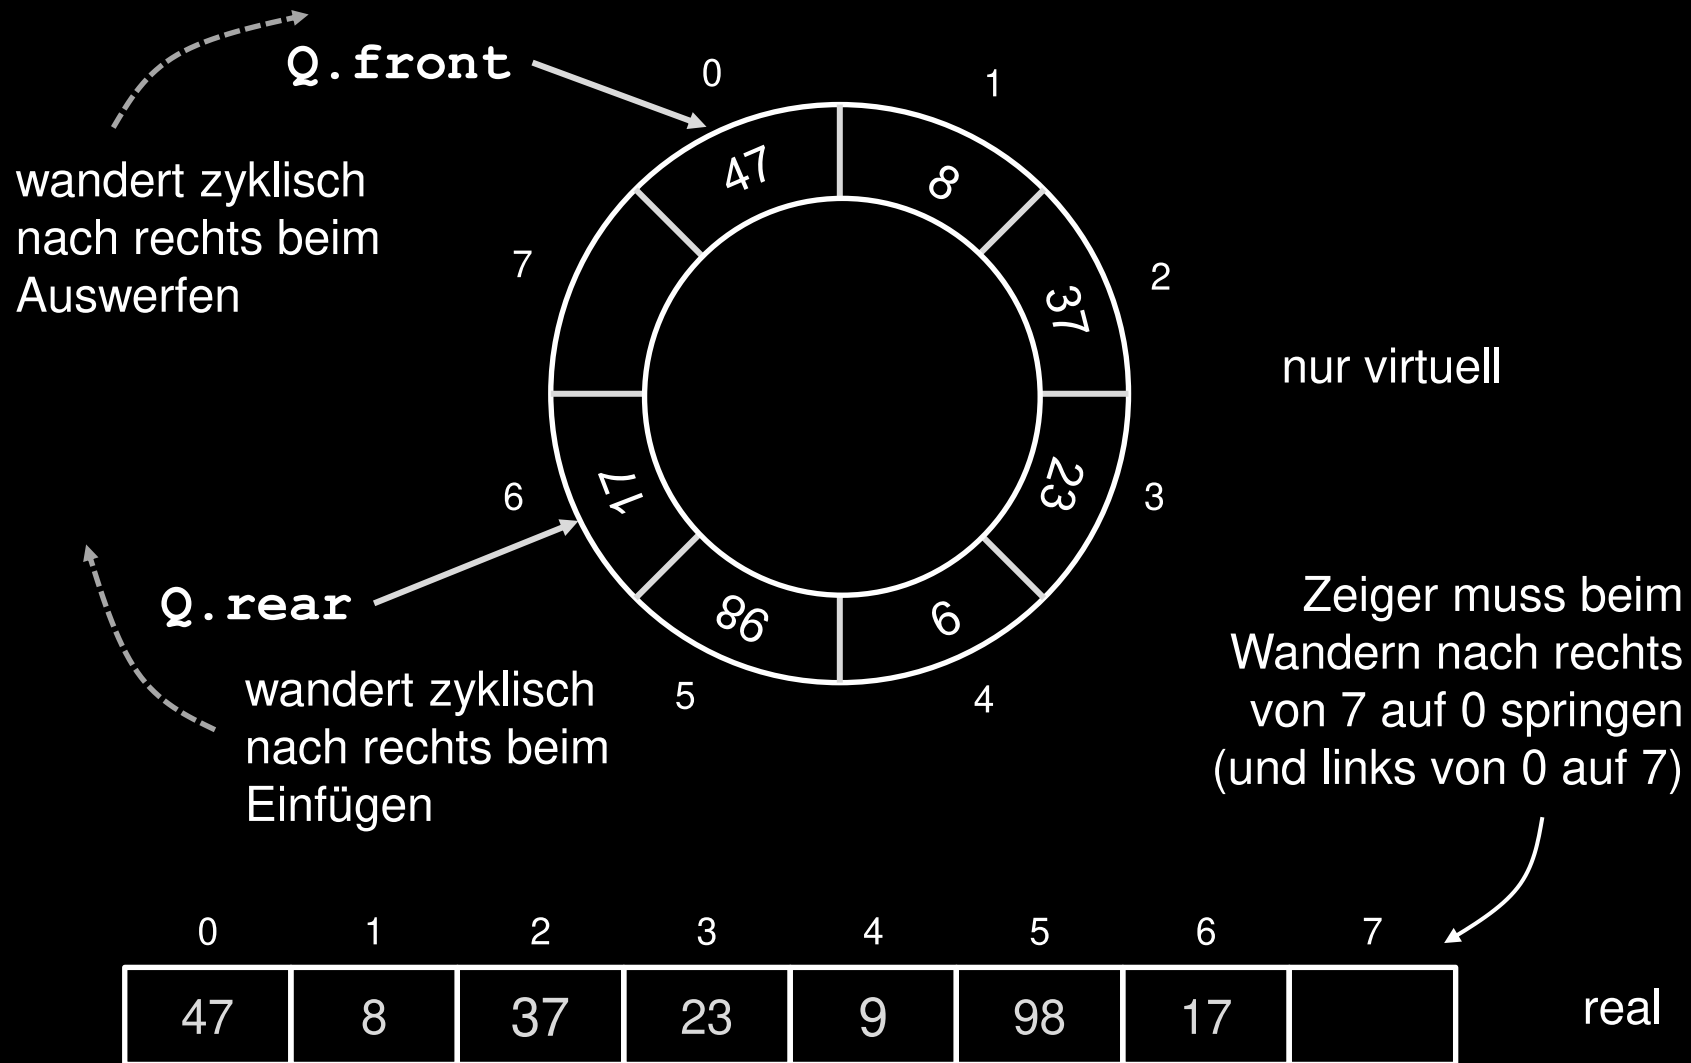 Q.front
0
1
47
8
wandert zyklisch
nach rechts beim
Auswerfen
7
2
37
nur virtuell
6
17
23
3
Q.rear
98
9
5
4
wandert zyklisch
nach rechts beim
Einfügen
Zeiger muss beim
Wandern nach rechts
von 7 auf 0 springen
(und links von 0 auf 7)
0 1 2 3 4 5 6 7
47 8 37 23 9 98 17
real